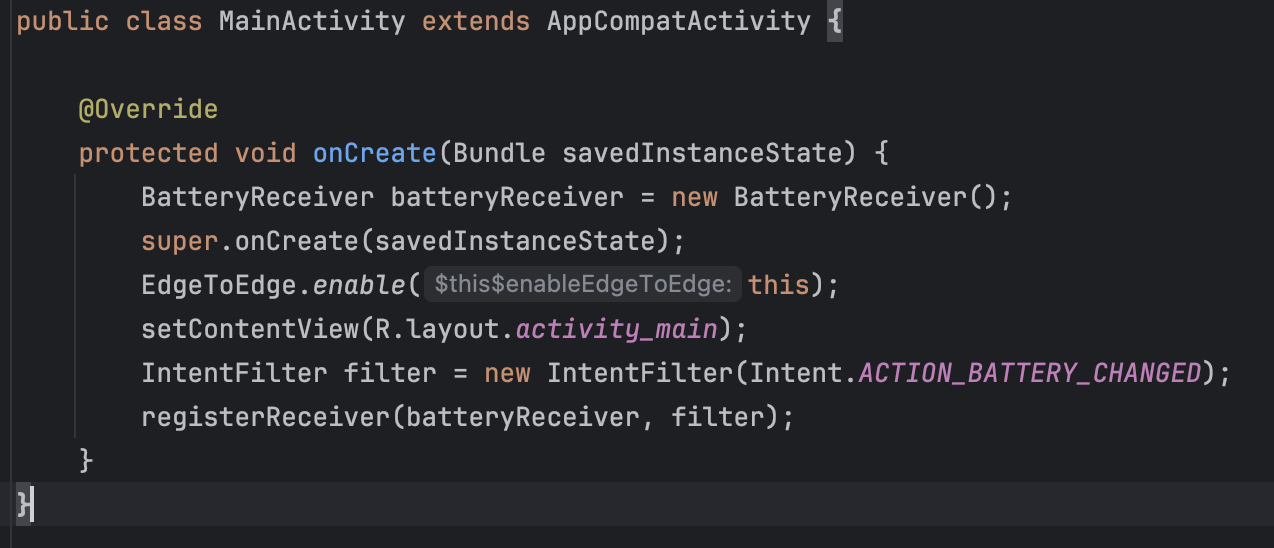 public class MainActivity extends AppCompatActivity {
@Override
protected void onCreate(Bundle savedInstanceState) {
BatteryReceiver batteryReceiver = new BatteryReceiver();
super.onCreate(savedInstanceState);
EdgeToEdge.enable( $this$enableEdgeToEdge: this);
setContentView(R.layout.activity_main);
IntentFilter filter = new IntentFilter(Intent.ACTION_BATTERY_CHANGED);
registerReceiver(batteryReceiver, filter);
}
}